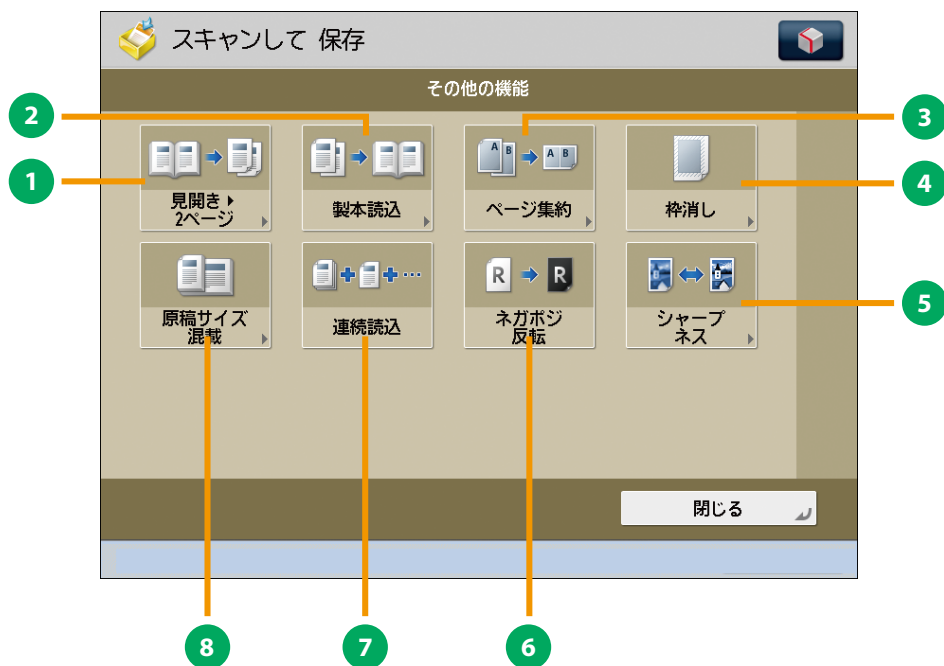 スキャンして 保存
その他の機能
2
3
1
4
A B
A B
見開き▶
2ページ
製本読込
ページ集約
枠消し
R
R
5
原稿サイズ
混載
連続読込
ネガポジ
反転
シャープ
ネス
閉じる
8
7
6